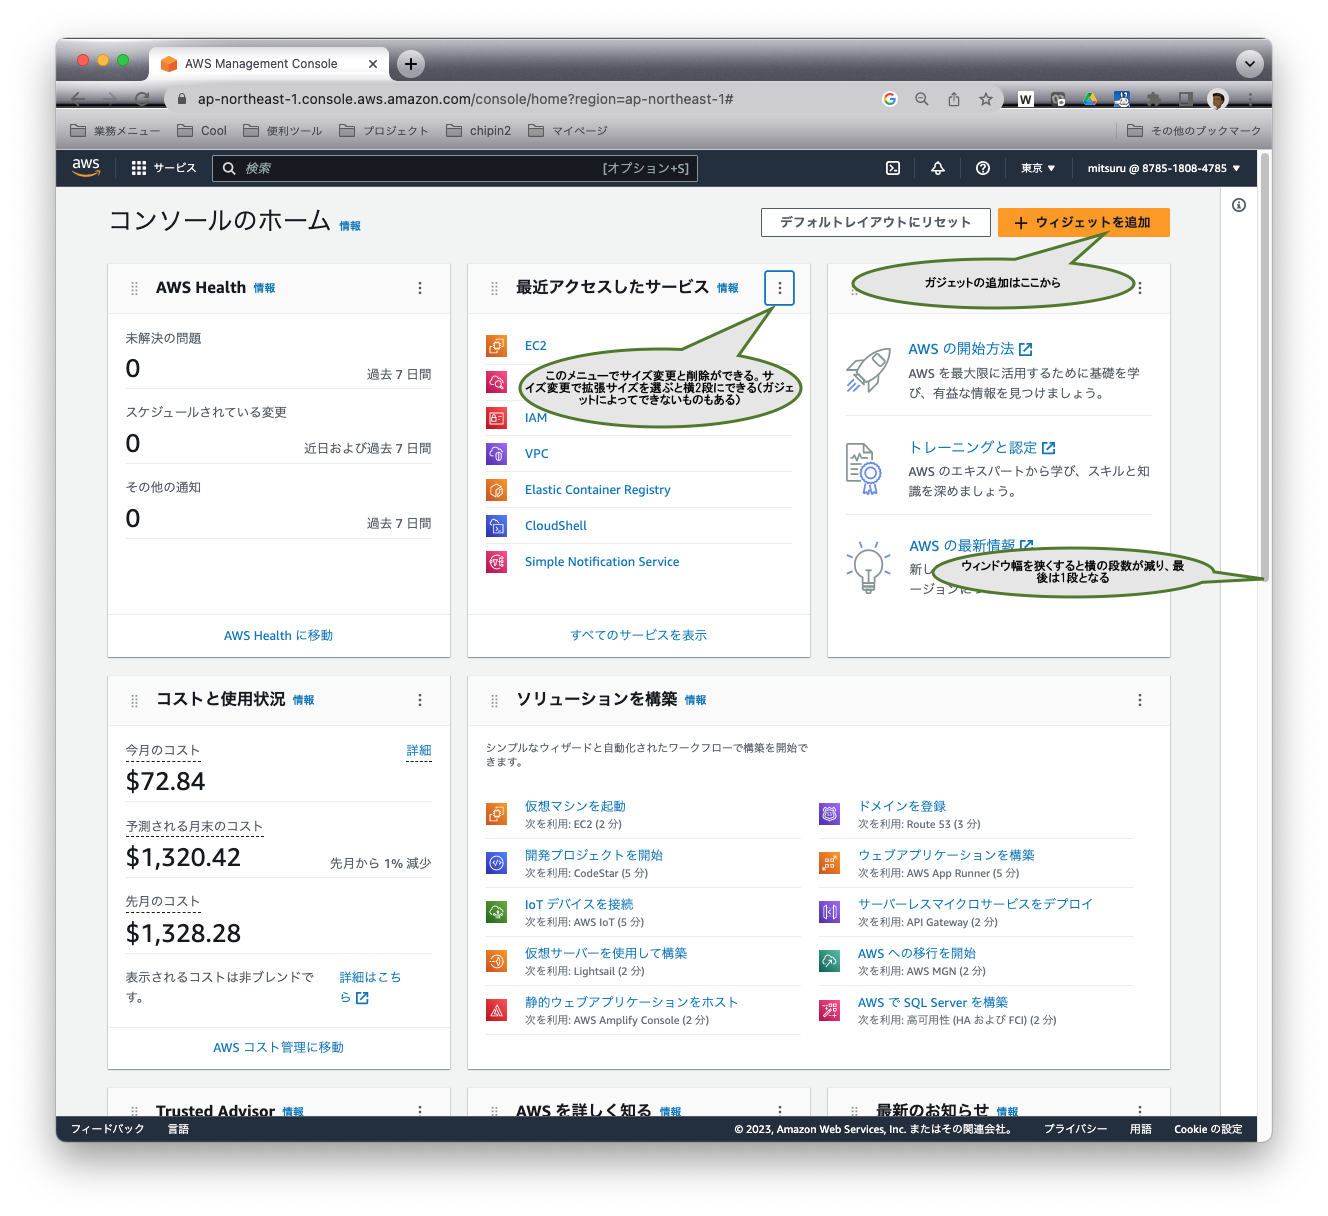 AWS Management Console
ap-northeast-1.console.aws.amazon.com/console/home?region=ap-northeast-1#
業務メニュー
Cool
便利ツール
プロジェクト
chipin2
マイページ
その他のブックマーク
aws
サービス
検索
[オプション+S]
東京
mitsuru @ 8785-1808-4785
コンソールのホーム 情報
デフォルトレイアウトにリセット
ウィジェットを追加
ガジェットの追加はここから
AWS Health 情報
未解決の問題
0
過去 7 日間
スケジュールされている変更
0
近日および過去 7 日間
その他の通知
0
過去 7 日間
AWS Health に移動
最近アクセスしたサービス 情報
EC2
このメニューでサイズ変更と削除ができる。サ
イズ変更で拡張サイズを選ぶと横2段にできる(ガジェ
ットによってできないものもある)
IAM
VPC
Elastic Container Registry
CloudShell
Simple Notification Service
すべてのサービスを表示
AWS の開始方法
AWS を最大限に活用するために基礎を学
び、有益な情報を見つけましょう。
トレーニングと認定
AWS のエキスパートから学び、スキルと知
識を深めましょう。
AWS の最新情報
新し
ージョンに
ウィンドウ幅を狭くすると横の段数が減り、最
後は1段となる
コストと使用状況 情報
今月のコスト
詳細
$72.84
予測される月末のコスト
$1,320.42
先月から 1% 減少
先月のコスト
$1,328.28
表示されるコストは非ブレンドで
す。
詳細はこち
ら
AWS コスト管理に移動
ソリューションを構築 情報
シンプルなウィザードと自動化されたワークフローで構築を開始で
きます。
仮想マシンを起動
次を利用: EC2 (2 分)
ドメインを登録
次を利用: Route 53 (3 分)
開発プロジェクトを開始
次を利用: CodeStar (5 分)
ウェブアプリケーションを構築
次を利用: AWS App Runner (5 分)
IoT デバイスを接続
次を利用: AWS IoT (5 分)
サーバーレスマイクロサービスをデプロイ
次を利用: API Gateway (2 分)
仮想サーバーを使用して構築
次を利用: Lightsail (2 分)
AWS への移行を開始
次を利用: AWS MGN (2 分)
静的ウェブアプリケーションをホスト
次を利用: AWS Amplify Console (2 分)
AWS で SQL Server を構築
次を利用: 高可用性 (HA および FCI) (2 分)
Trusted Advisor 情報
AWS を詳しく知る 情報
最新のお知らせ 情報
フィードバック
言語
© 2023, Amazon Web Services, Inc. またはその関連会社。
プライバシー
用語
Cookie の設定